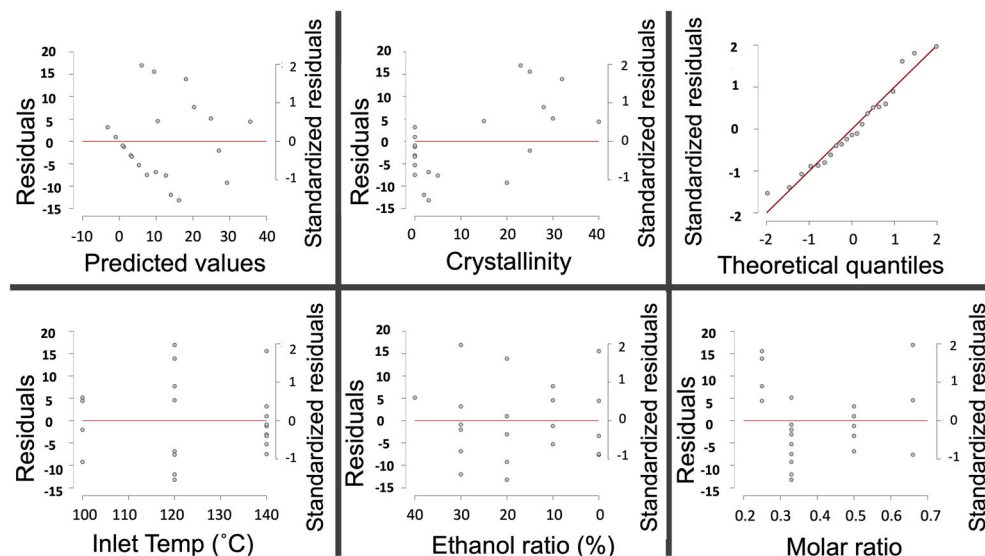 20
15
10
5
0
-5
-10
-15
Residuals
2
1
0
-1
Standardized residuals
-10 0 10 20 30 40
Predicted values
20
15
10
5
0
-5
-10
-15
Residuals
2
1
0
-1
Standardized residuals
0 10 20 30 40
Crystallinity
Standardized residuals
2
1
0
-1
-2
-2 -1 0 1 2
Theoretical quantiles
20
15
10
5
0
-5
-10
-15
Residuals
2
1
0
-1
Standardized residuals
100 110 120 130 140
Inlet Temp (˚C)
20
15
10
5
0
-5
-10
-15
Residuals
2
1
0
-1
Standardized residuals
40 30 20 10 0
Ethanol ratio (%)
20
15
10
5
0
-5
-10
-15
Residuals
2
1
0
-1
Standardized residuals
0.2 0.3 0.4 0.5 0.6 0.7
Molar ratio